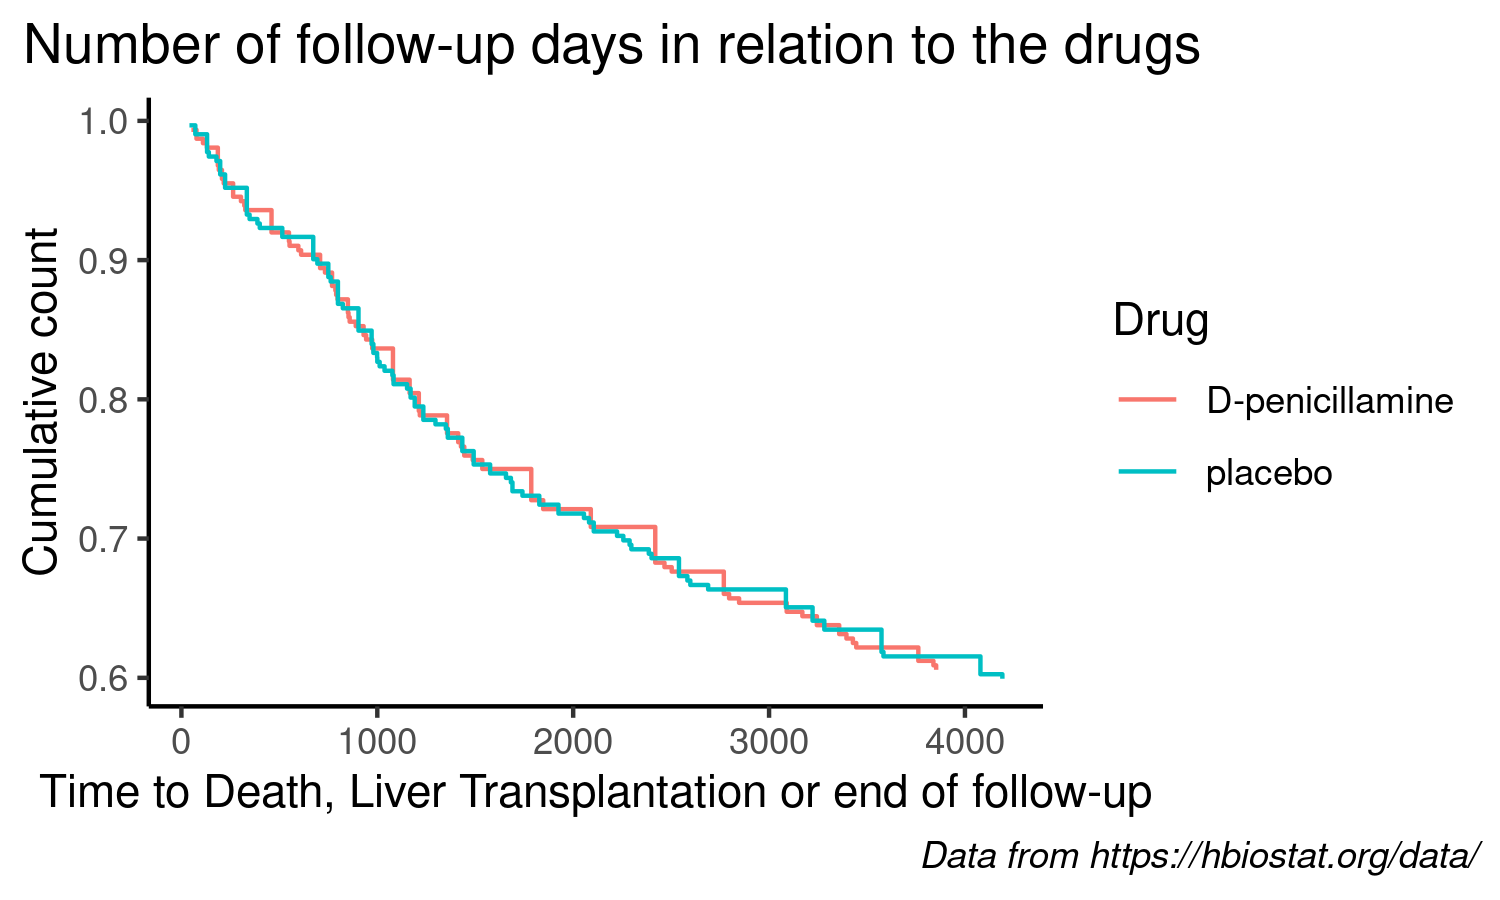 Number of follow-up days in relation to the drugs
Cumulative count
1.0
0.9
0.8
0.7
0.6
0 1000 2000 3000 4000
Time to Death, Liver Transplantation or end of follow-up
Drug
D-penicillamine
placebo
Data from https://hbiostat.org/data/